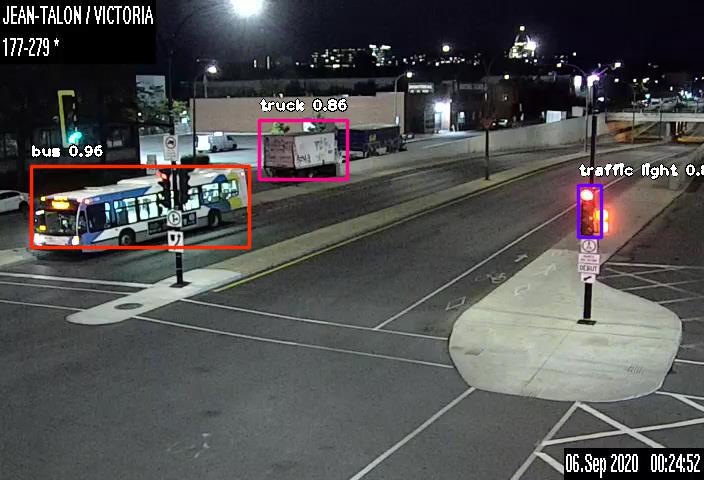 JEAN-TALON / VICTORIA
177-279 *
truck 0.86
bus 0.96
traffic light 0.8
DÉBUT
06.Sep 2020 00:24:52